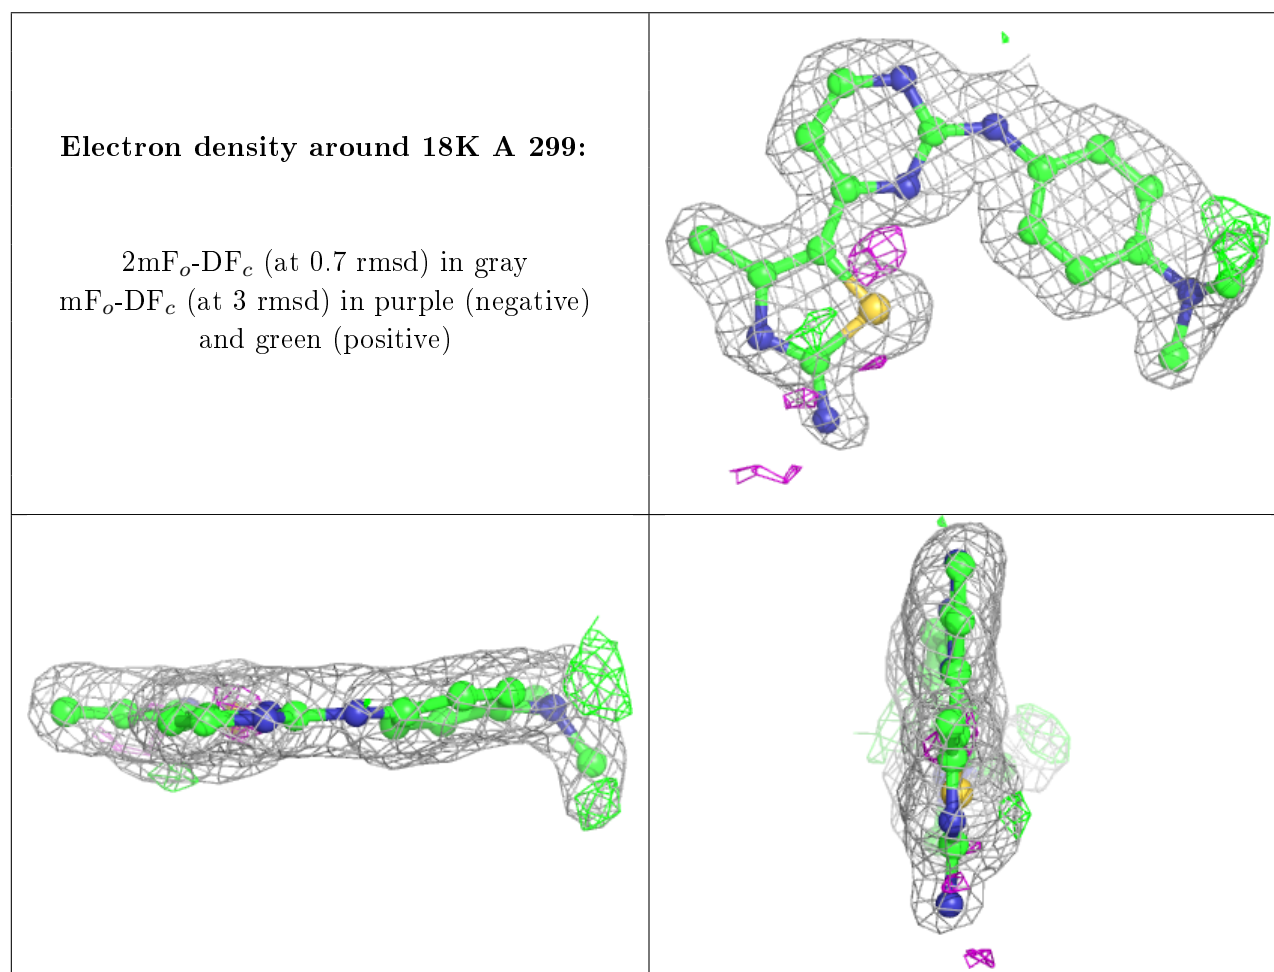 Electron density around 18K A 299:
2mFₒ-DF𝒸 (at 0.7 rmsd) in gray
mFₒ-DF𝒸 (at 3 rmsd) in purple (negative)
and green (positive)